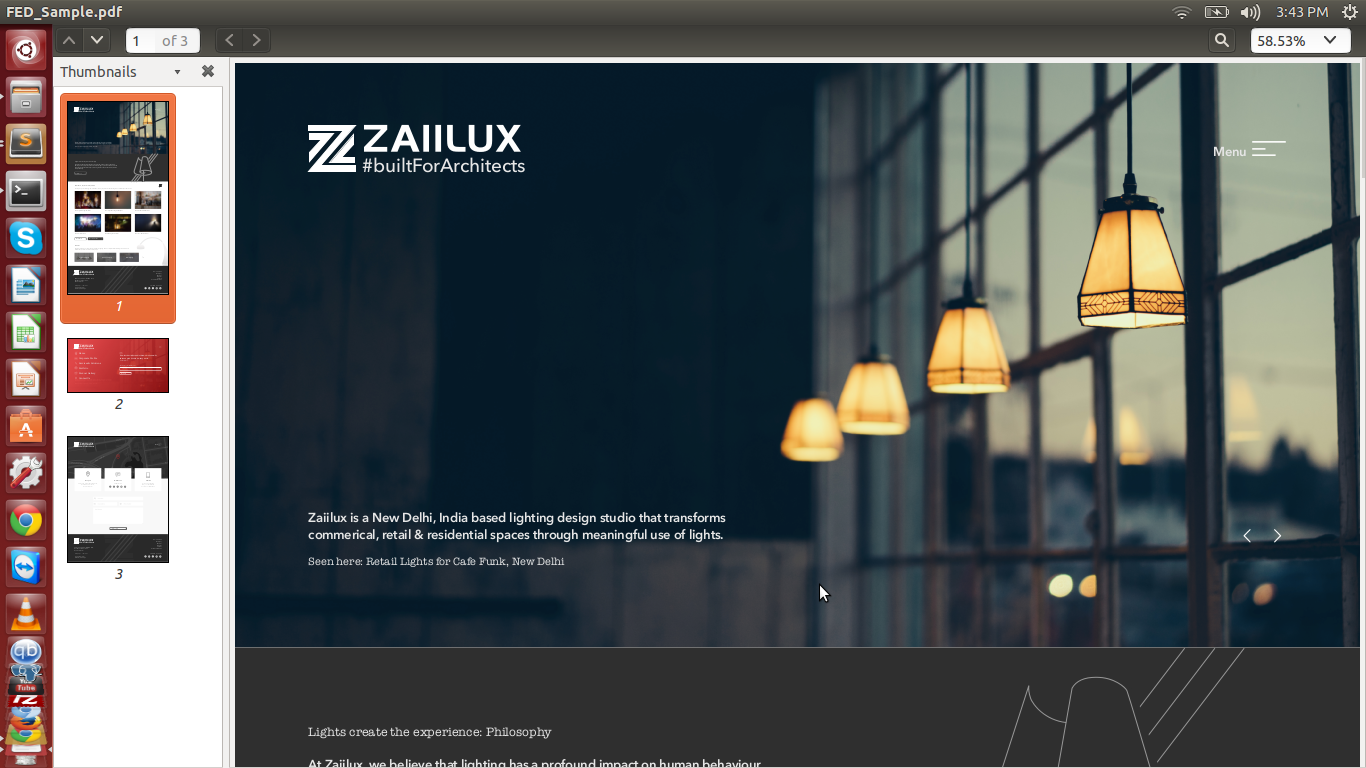 FED_Sample.pdf
3:43 PM
1 of 3
58.53%
Thumbnails
1
2
3
ZAIILUX
#builtForArchitects
Menu
Zaiilux is a New Delhi, India based lighting design studio that transforms
commerical, retail & residential spaces through meaningful use of lights.
Seen here: Retail Lights for Cafe Funk, New Delhi
Lights create the experience: Philosophy
At Zaiilux, we believe that lighting has a profound impact on human behaviour